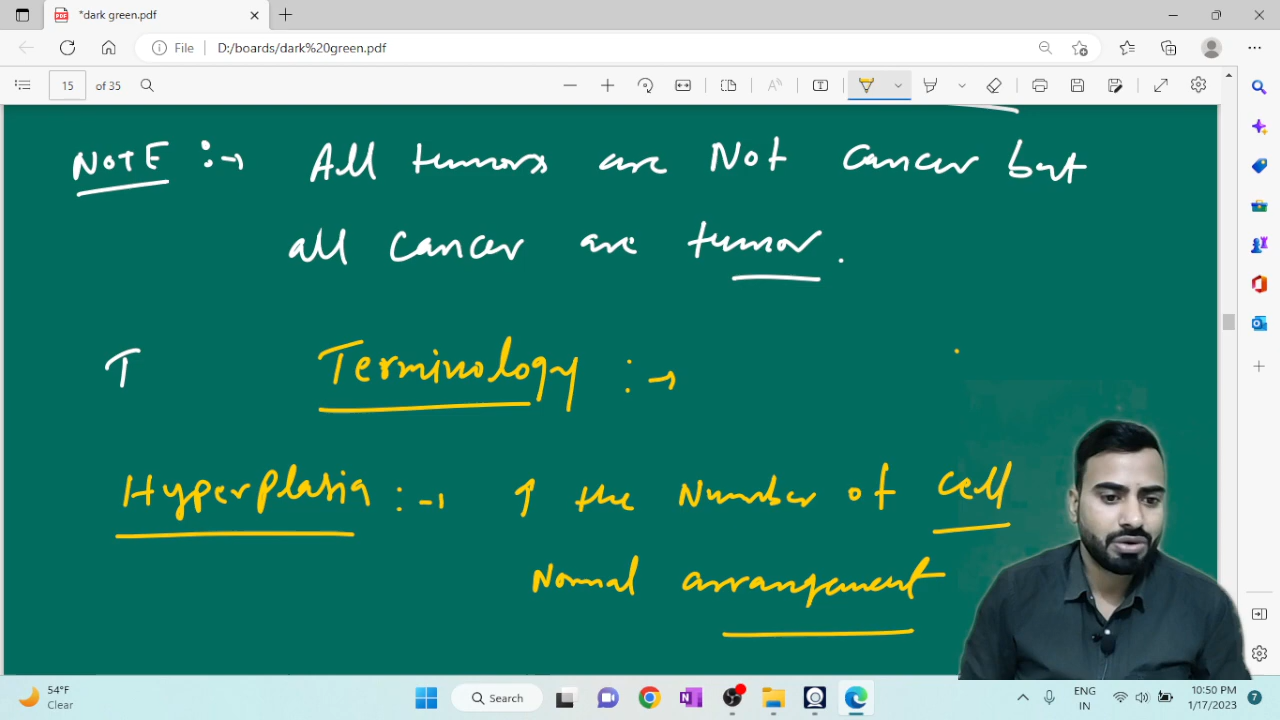 *dark green.pdf
File D:/boards/dark%20green.pdf
15 of 35
NOTE :→ All tumors are Not cancer but
all cancer are tumor.
T Terminology :→
Hyperplasia :→ ↑ the Number of cell
Normal arrangement
54°F
Clear
Search
ENG
IN
10:50 PM
1/17/2023
7